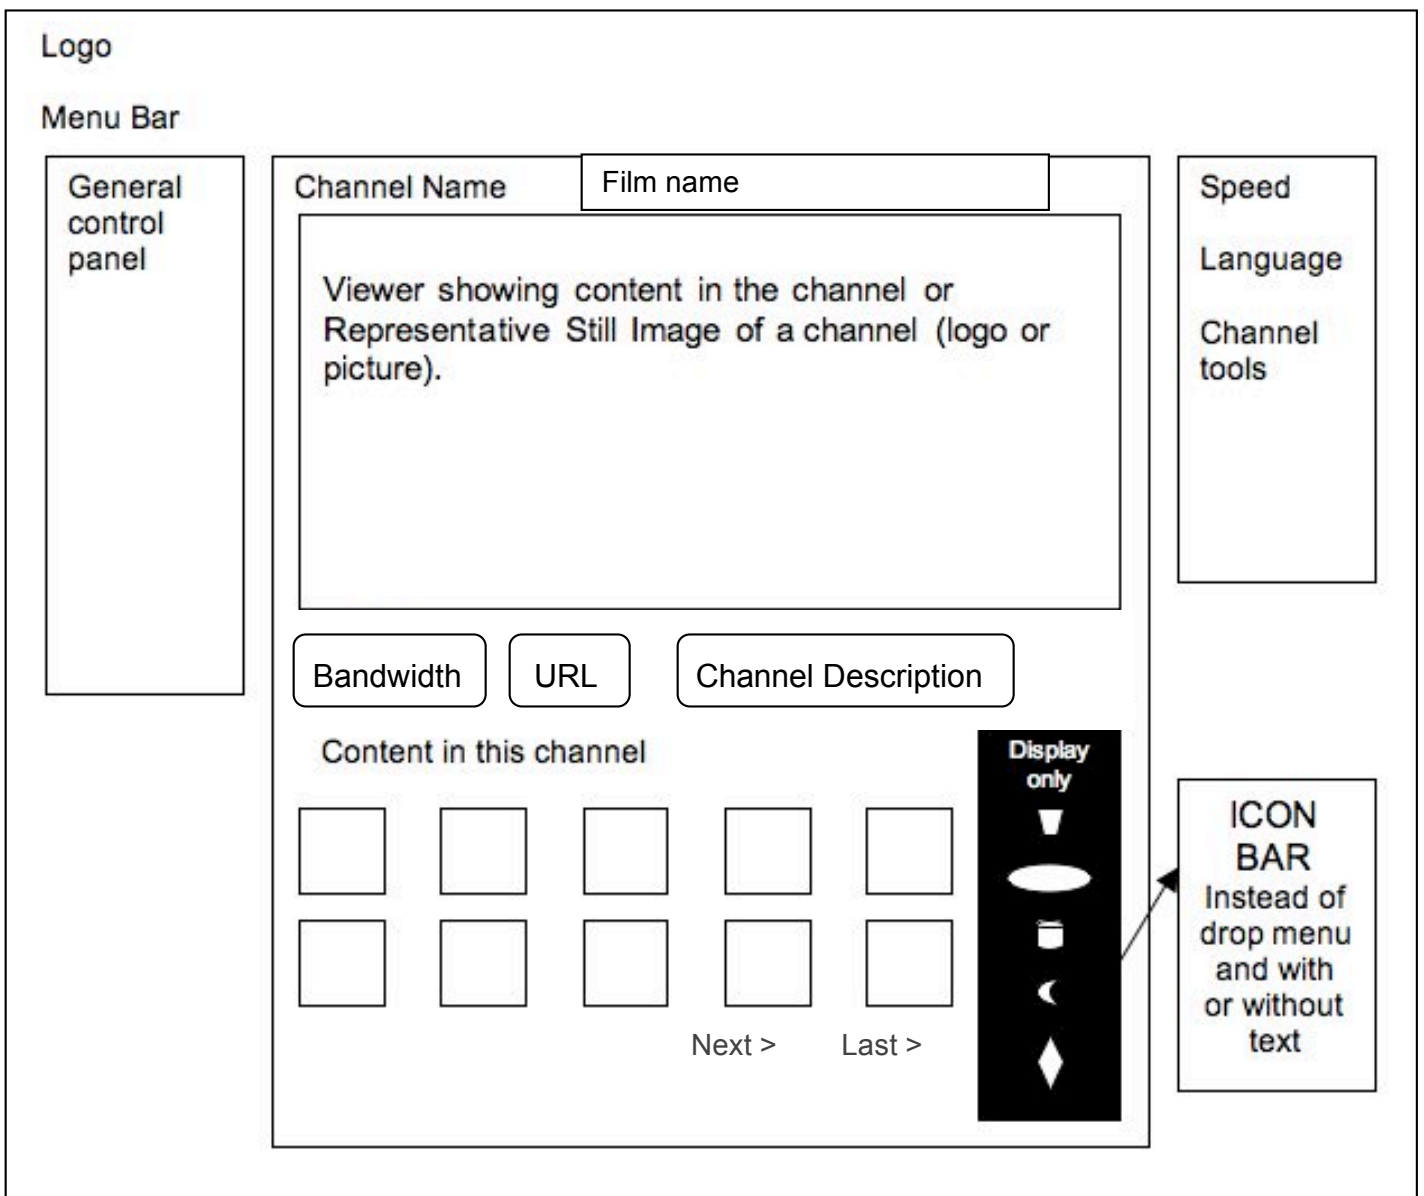 Logo
Menu Bar
General
control
panel
Channel Name
Film name
Viewer showing content in the channel or
Representative Still Image of a channel (logo or
picture).
Speed
Language
Channel
tools
Bandwidth
URL
Channel Description
Content in this channel
Display
only
Next >
Last >
ICON
BAR
Instead of
drop menu
and with
or without
text